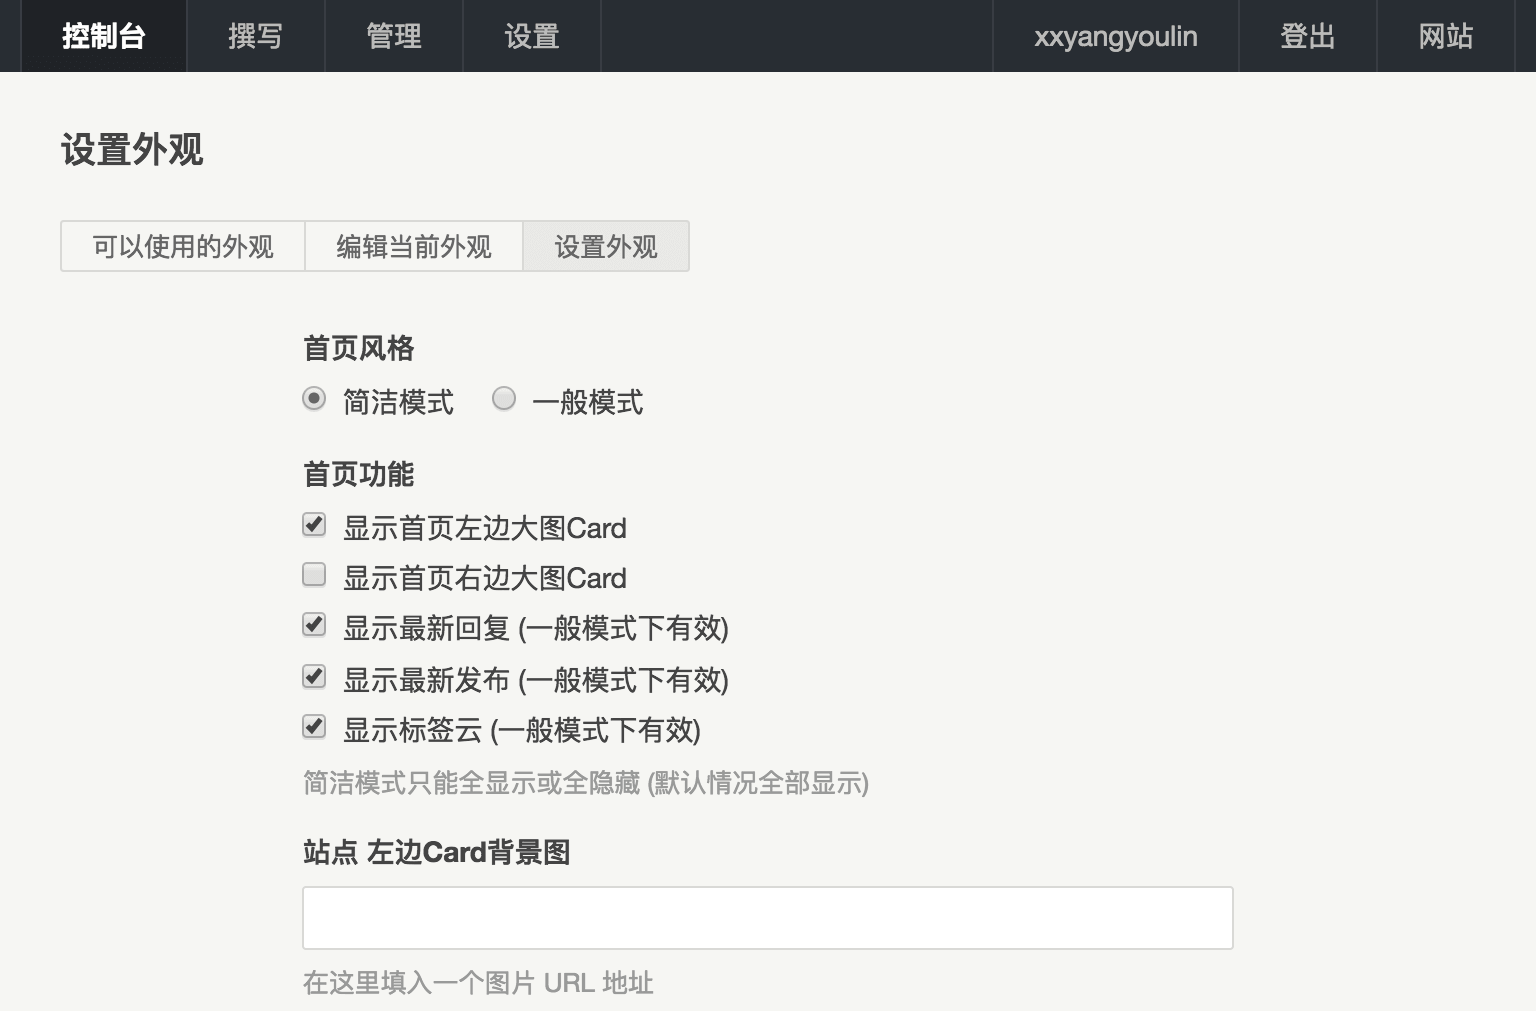 控制台 撰写 管理 设置 xxyangyoulin 登出 网站
设置外观
可以使用的外观 编辑当前外观 设置外观
首页风格
简洁模式 一般模式
首页功能
显示首页左边大图Card
显示首页右边大图Card
显示最新回复 (一般模式下有效)
显示最新发布 (一般模式下有效)
显示标签云 (一般模式下有效)
简洁模式只能全显示或全隐藏 (默认情况全部显示)
站点 左边Card背景图
在这里填入一个图片 URL 地址